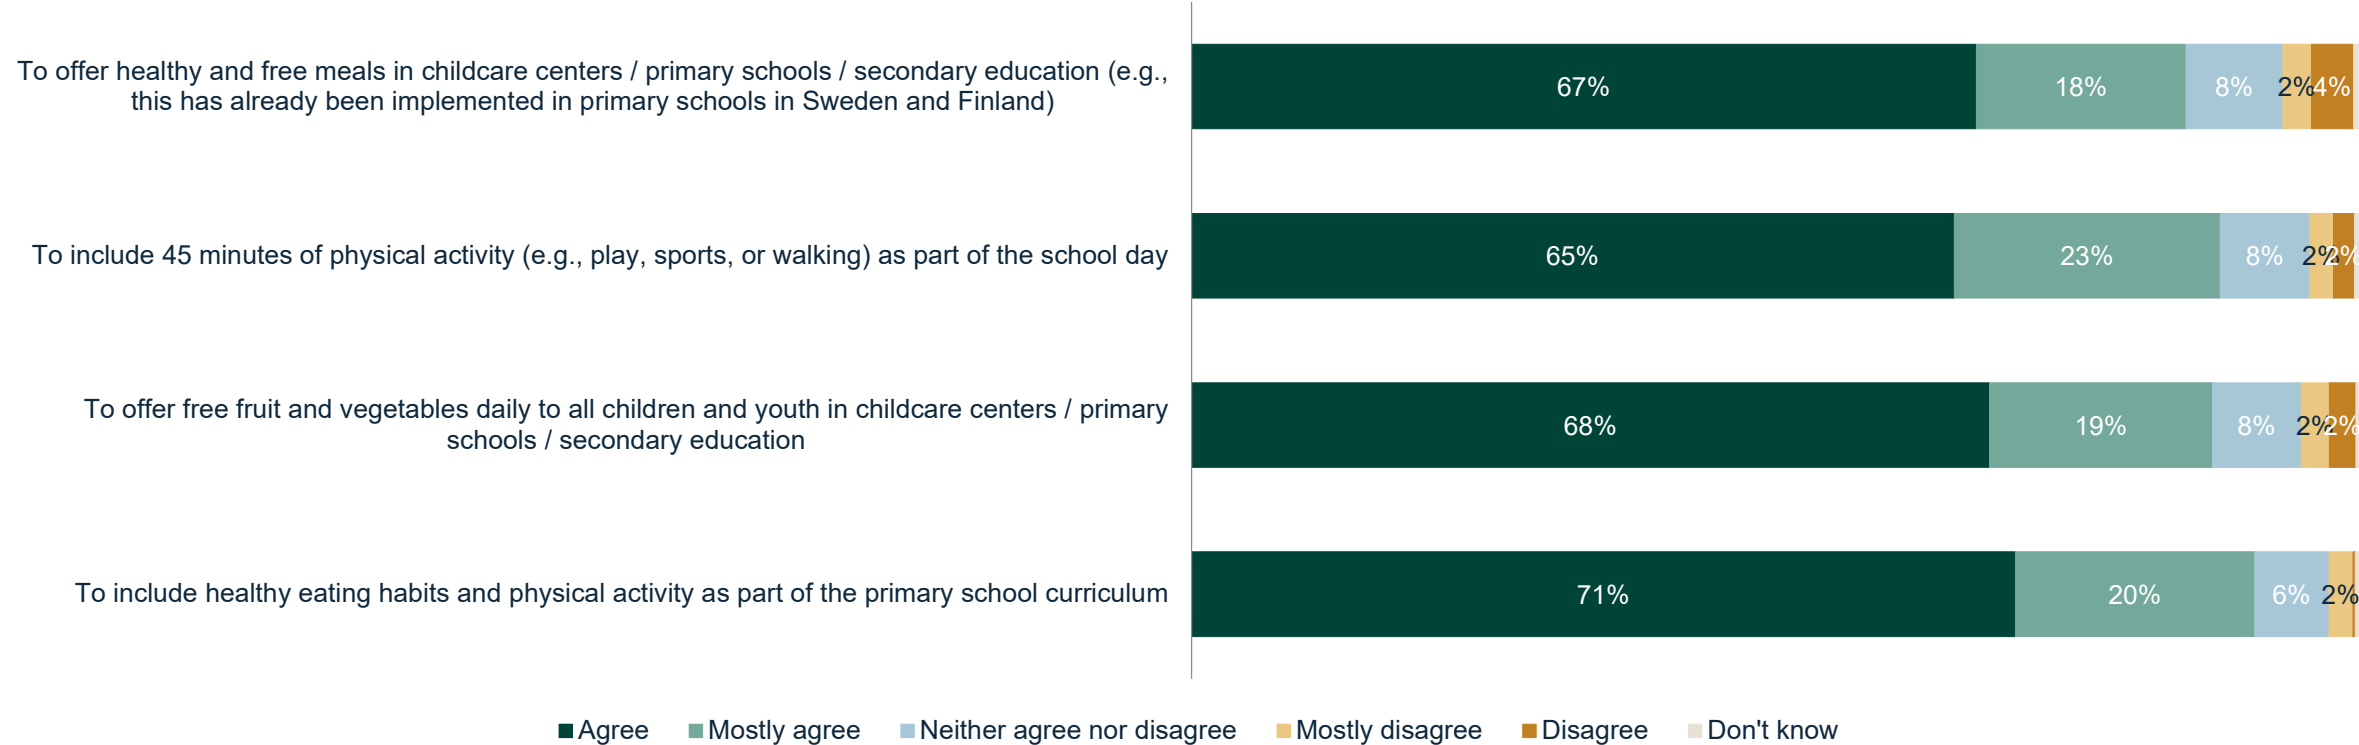 To offer healthy and free meals in childcare centers / primary schools / secondary education (e.g.,
this has already been implemented in primary schools in Sweden and Finland)
67% 18% 8% 2% 4%
To include 45 minutes of physical activity (e.g., play, sports, or walking) as part of the school day
65% 23% 8% 2% 2%
To offer free fruit and vegetables daily to all children and youth in childcare centers / primary
schools / secondary education
68% 19% 8% 2% 2%
To include healthy eating habits and physical activity as part of the primary school curriculum
71% 20% 6% 2%
Agree Mostly agree Neither agree nor disagree Mostly disagree Disagree Don't know